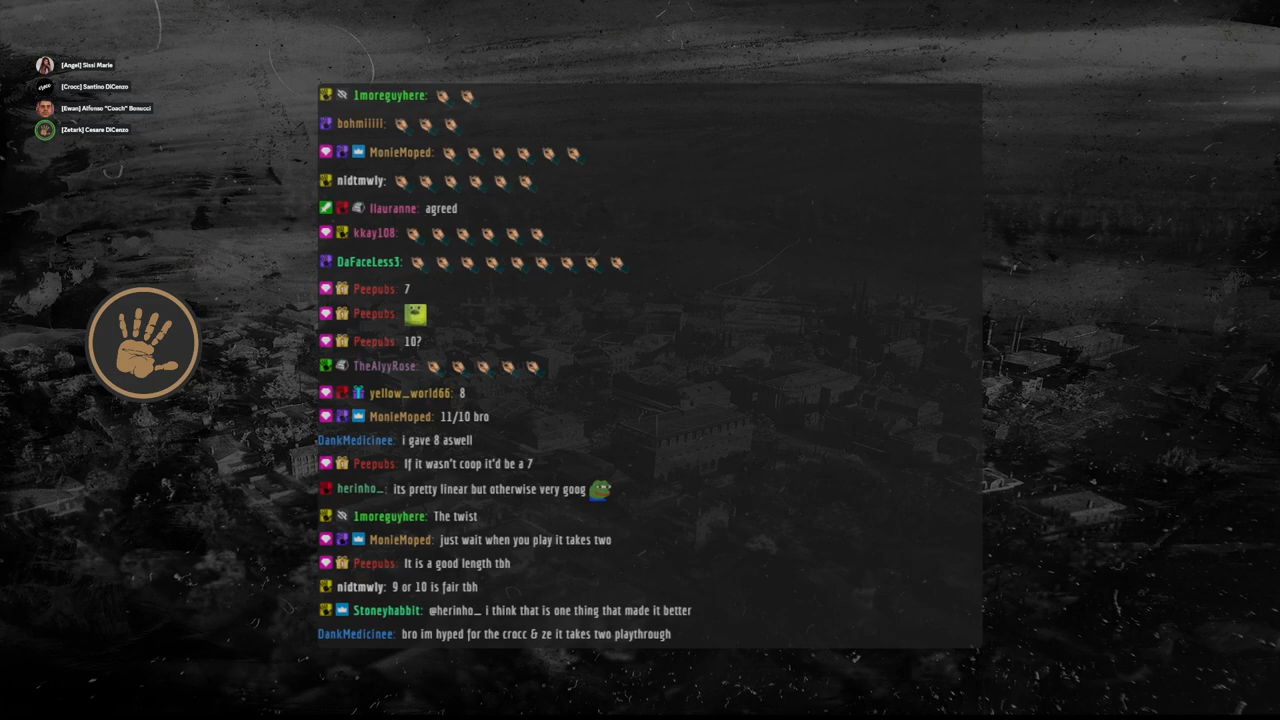 [Angel] Sissi Marie
[Crocc] Santino DiCenzo
[Ewan] Alfonso "Coach" Bonucci
[Zetark] Cesare DiCenzo
1moreguyhere:
bohmiiiii:
MonieMoped:
nidtmwly:
llauranne: agreed
kkay108:
DaFaceLess3:
Peepubs: 7
Peepubs:
Peepubs: 10?
TheAlyyRose:
yellow_world66: 8
MonieMoped: 11/10 bro
DankMedicinee: i gave 8 aswell
Peepubs: If it wasn't coop it'd be a 7
herinho_: its pretty linear but otherwise very goog
1moreguyhere: The twist
MonieMoped: just wait when you play it takes two
Peepubs: It is a good length tbh
nidtmwly: 9 or 10 is fair tbh
Stoneyhabbit: @herinho_ i think that is one thing that made it better
DankMedicinee: bro im hyped for the crocc & ze it takes two playthrough